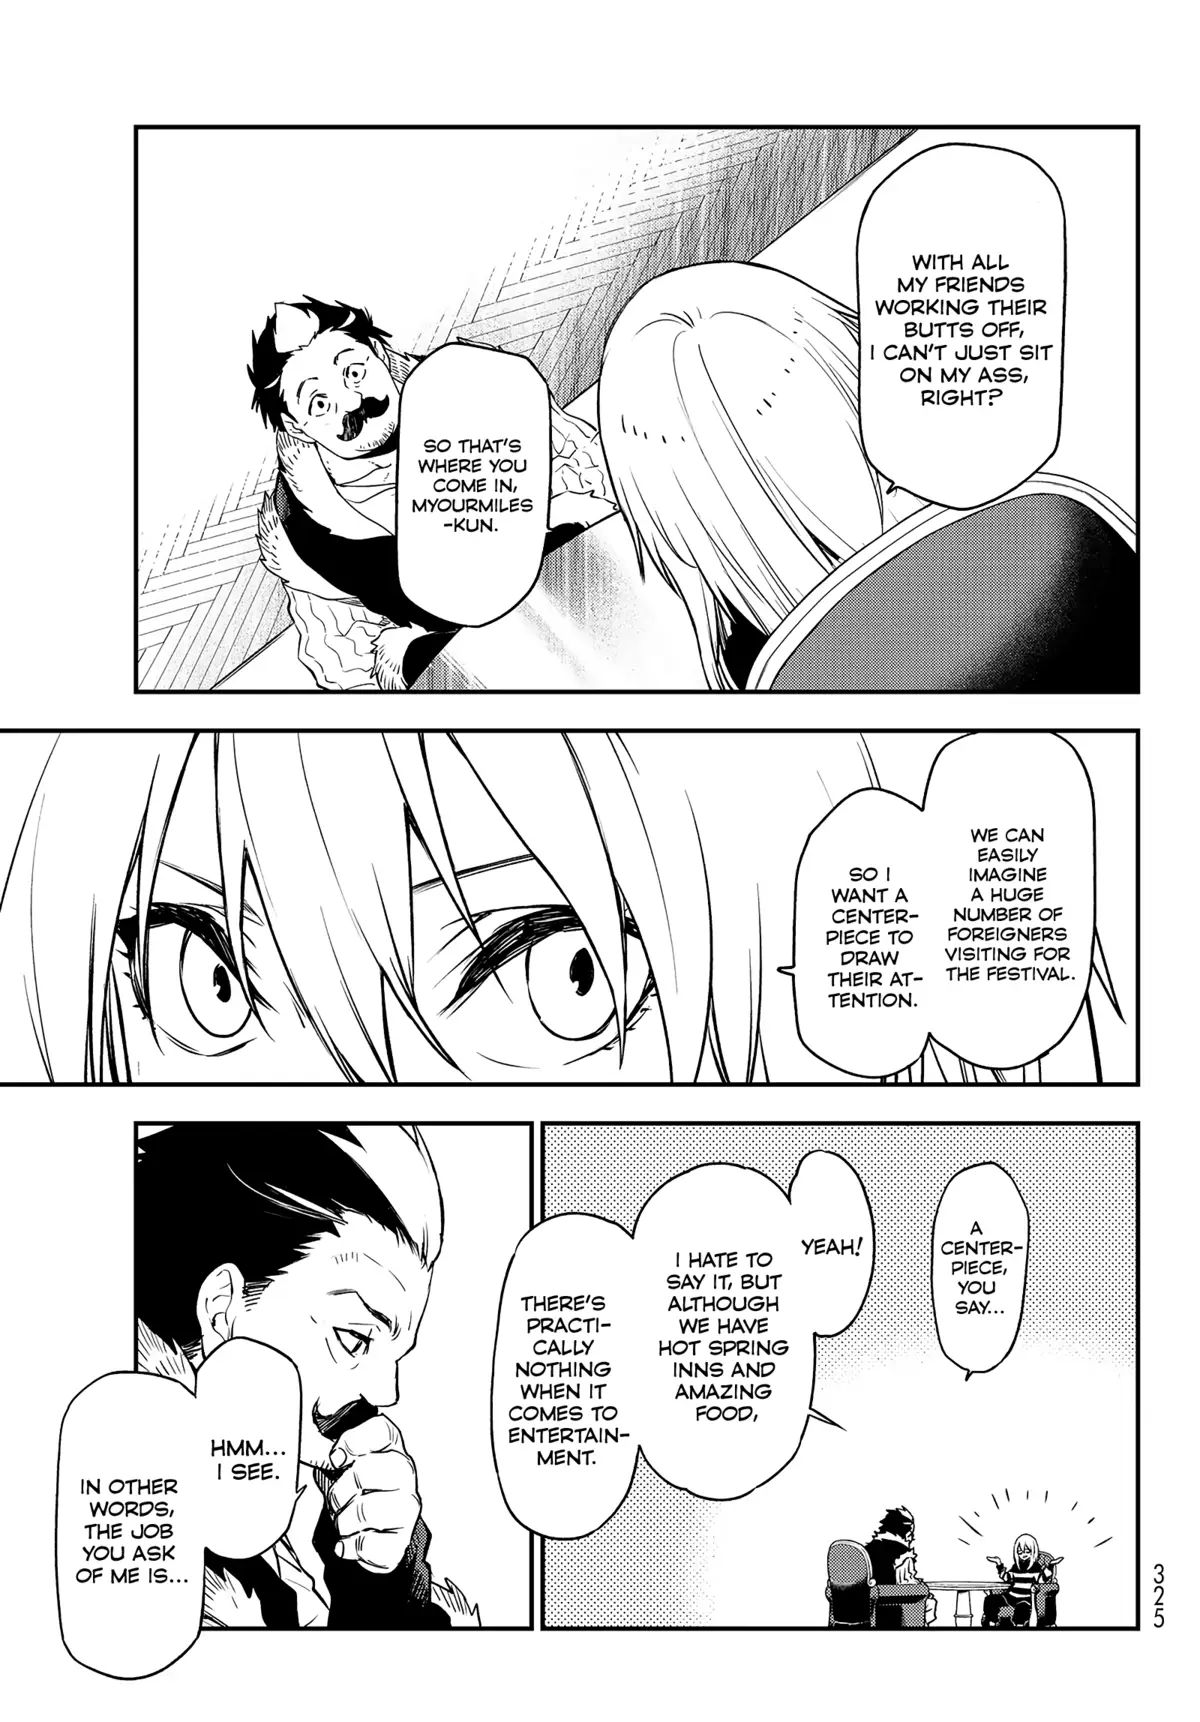 WITH ALL
MY FRIENDS
WORKING THEIR
BUTTS OFF,
I CAN'T JUST SIT
ON MY ASS,
RIGHT?
SO THAT'S
WHERE YOU
COME IN,
MYOURMILES
-KUN.
WE CAN
EASILY
IMAGINE
A HUGE
NUMBER OF
FOREIGNERS
VISITING FOR
THE FESTIVAL.
SO I
WANT A
CENTER-
PIECE TO
DRAW
THEIR AT-
TENTION.
A
CENTER-
PIECE,
YOU
SAY...
YEAH!
I HATE TO
SAY IT, BUT
ALTHOUGH
WE HAVE
HOT SPRING
INNS AND
AMAZING
FOOD,
THERE'S
PRACTI-
CALLY
NOTHING
WHEN IT
COMES TO
ENTERTAIN-
MENT.
HMM...
I SEE.
IN OTHER
WORDS,
THE JOB
YOU ASK
OF ME IS...
325